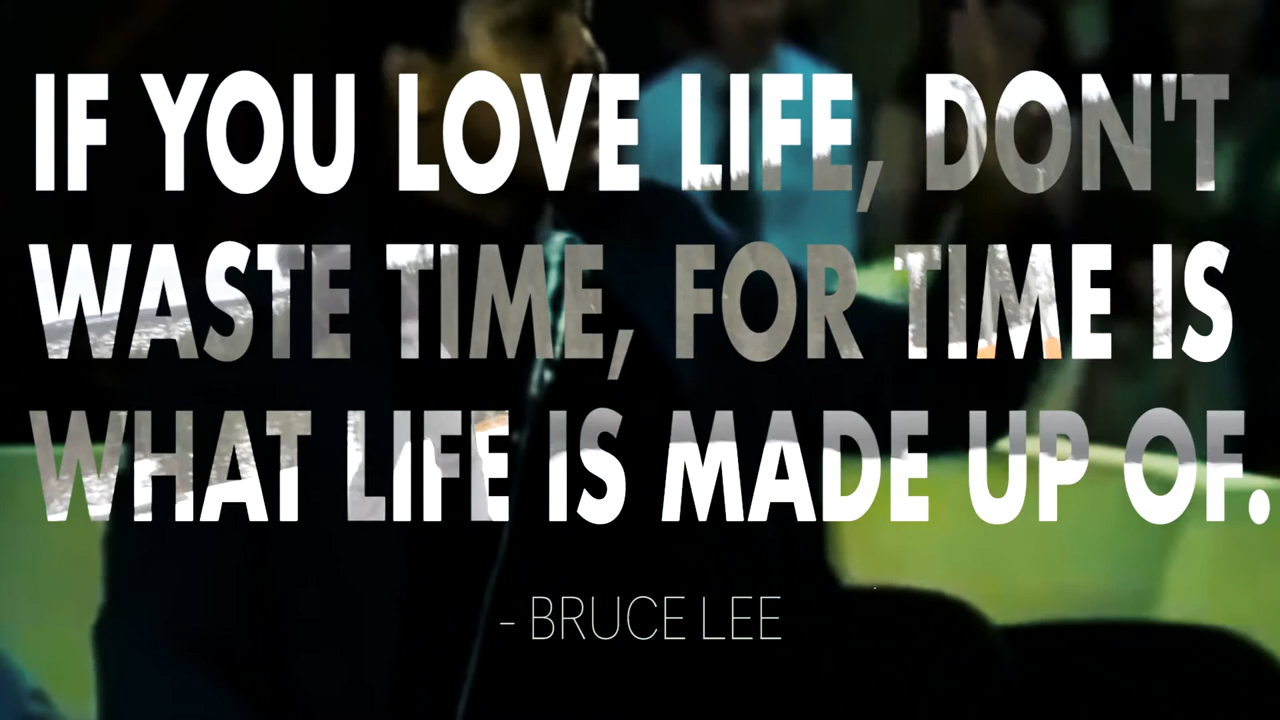 IF YOU LOVE LIFE, DON'T
WASTE TIME, FOR TIME IS
WHAT LIFE IS MADE UP OF.
- BRUCE LEE